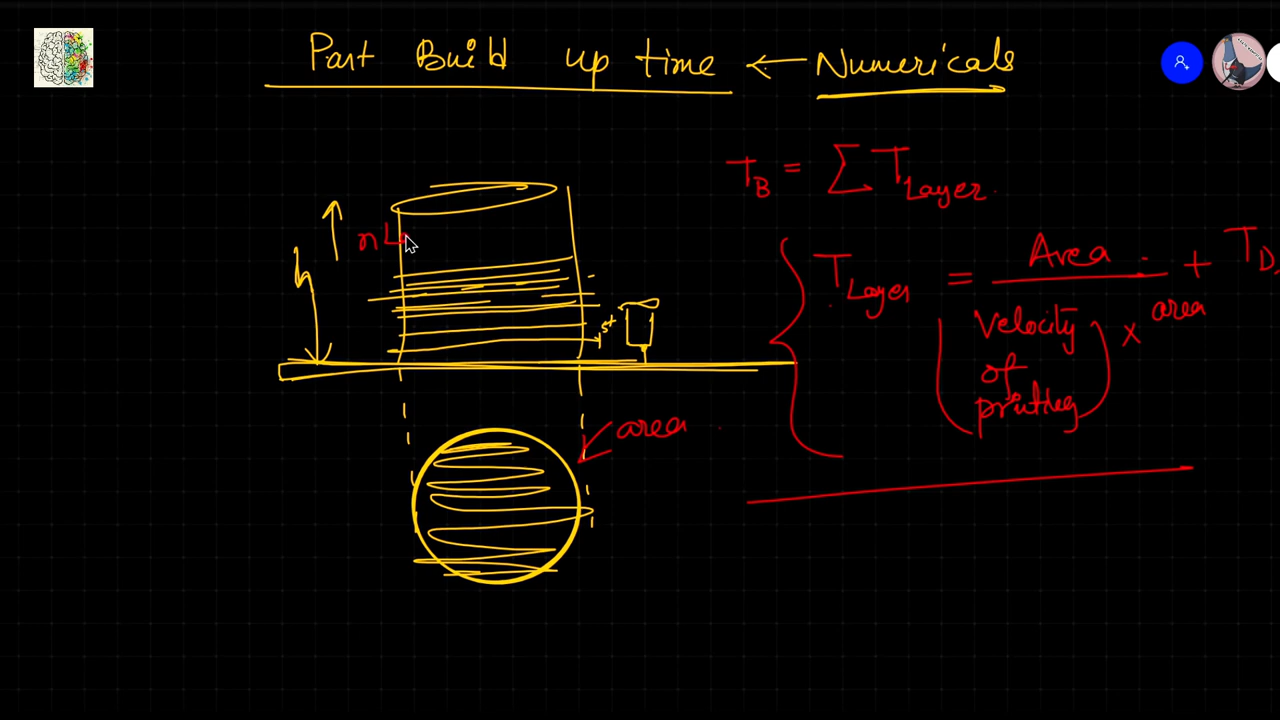 Part Build up time ← Numericals
T_B = Σ T_Layer.
T_Layer = Area / (Velocity of printing) × area + T_D
h
nL
1st
area